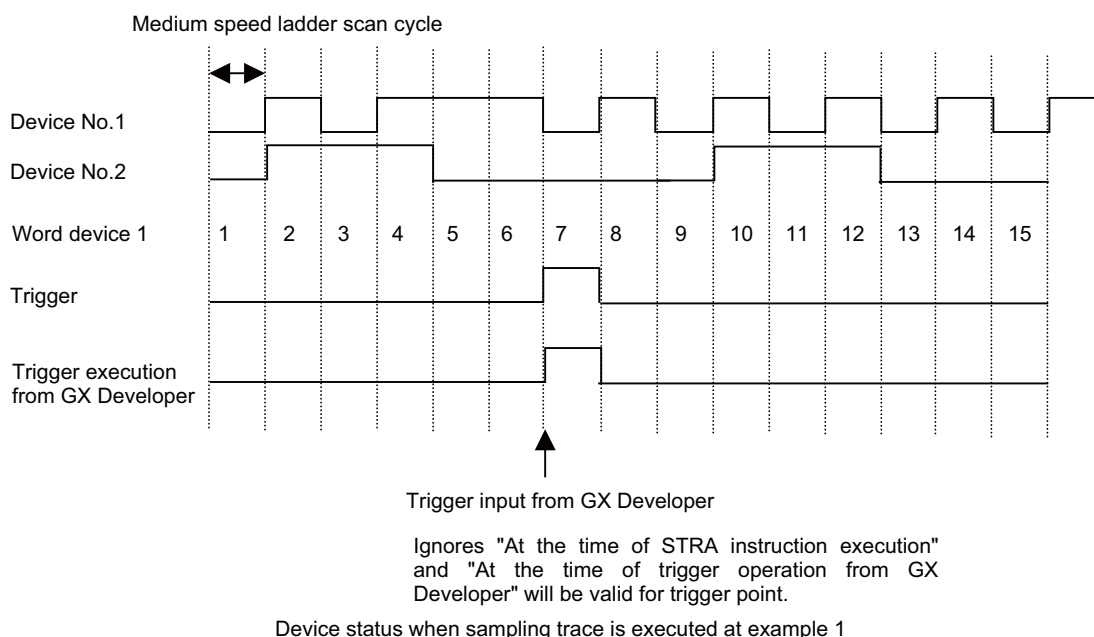 Medium speed ladder scan cycle
Device No.1
Device No.2
Word device 1 1 2 3 4 5 6 7 8 9 10 11 12 13 14 15
Trigger
Trigger execution
from GX Developer
Trigger input from GX Developer
Ignores "At the time of STRA instruction execution"
and "At the time of trigger operation from GX
Developer" will be valid for trigger point.
Device status when sampling trace is executed at example 1